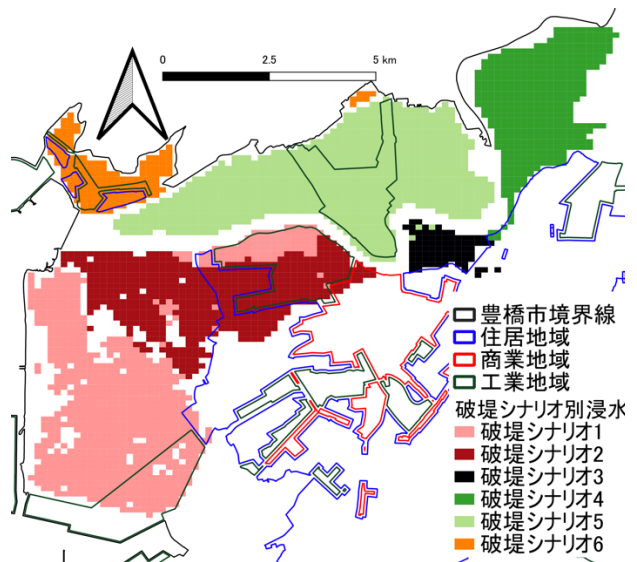 0 2.5 5 km
豊橋市境界線
住居地域
商業地域
工業地域
破堤シナリオ別浸水
破堤シナリオ1
破堤シナリオ2
破堤シナリオ3
破堤シナリオ4
破堤シナリオ5
破堤シナリオ6